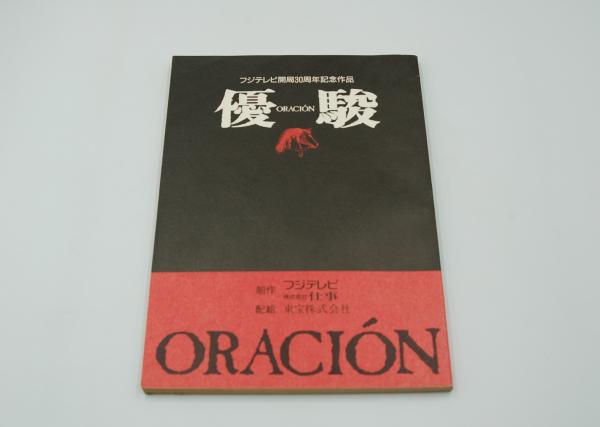 フジテレビ開局30周年記念作品
優 ORACIÓN 駿
製作 フジテレビ
株式会社 仕事
配給 東宝株式会社
ORACIÓN